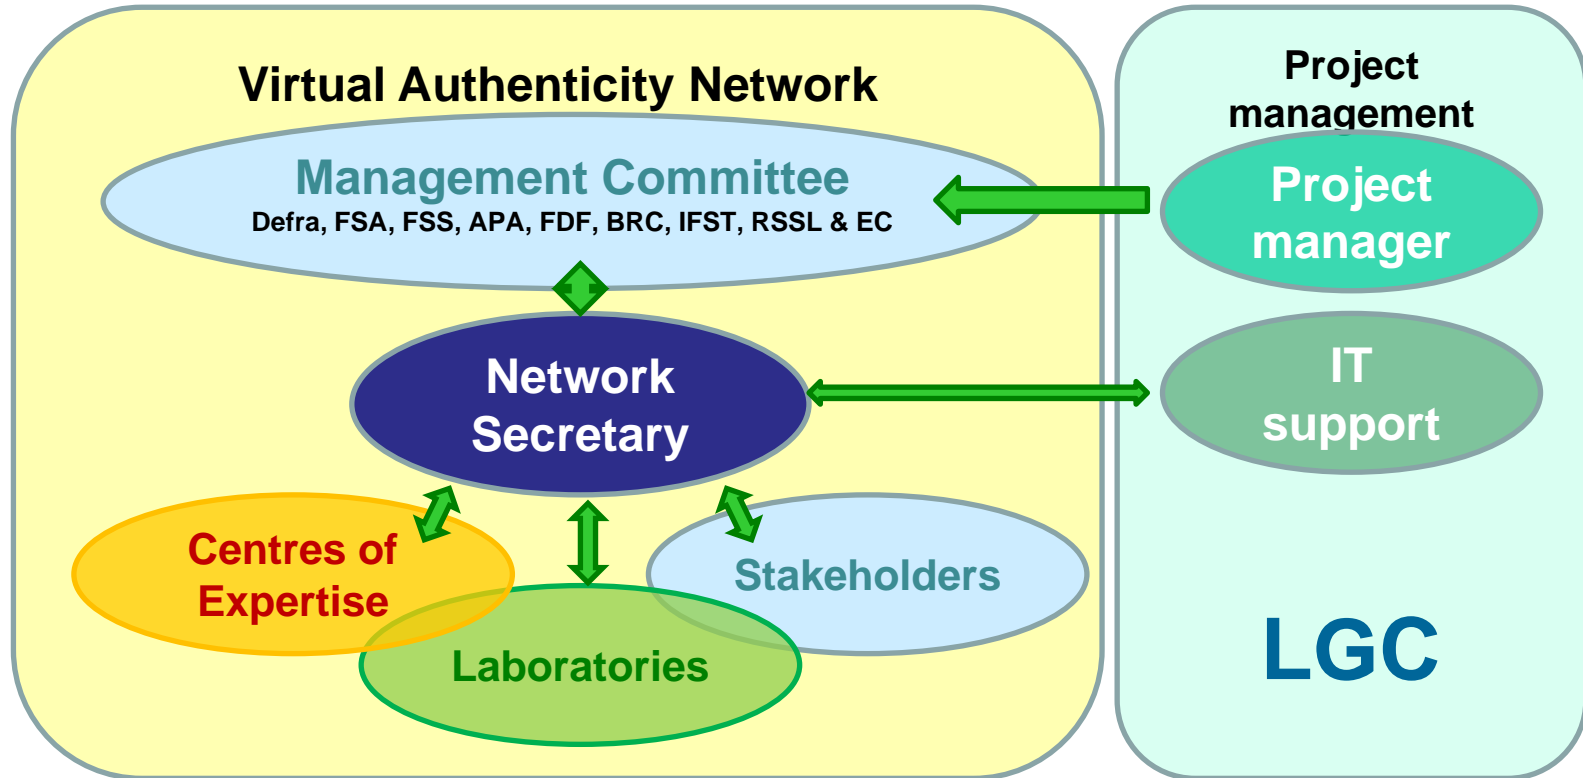 Virtual Authenticity Network
Management Committee
Defra, FSA, FSS, APA, FDF, BRC, IFST, RSSL & EC
Network
Secretary
Centres of
Expertise
Laboratories
Stakeholders
Project
management
Project
manager
IT
support
LGC